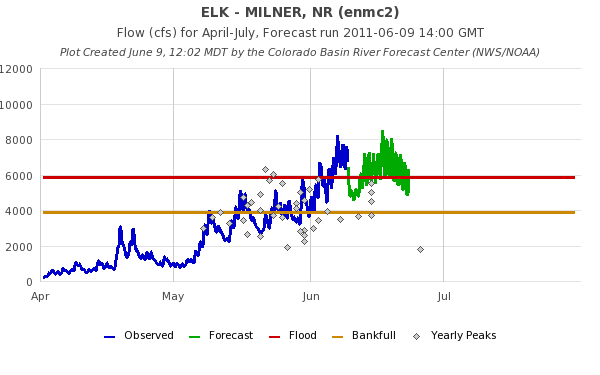 ELK - MILNER, NR (enmc2)
Flow (cfs) for April-July, Forecast run 2011-06-09 14:00 GMT
Plot Created June 9, 12:02 MDT by the Colorado Basin River Forecast Center (NWS/NOAA)
12000
10000
8000
6000
4000
2000
0
Apr May Jun Jul
Observed Forecast Flood Bankfull Yearly Peaks